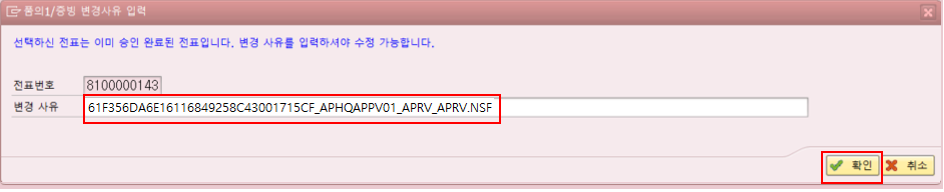 품의1/증빙 변경사유 입력
선택하신 전표는 이미 승인 완료된 전표입니다. 변경 사유를 입력하셔야 수정 가능합니다.
전표번호 8100000143
변경 사유 61F356DA6E16116849258C43001715CF_APHQAPPV01_APRV_APRV.NSF
확인 취소